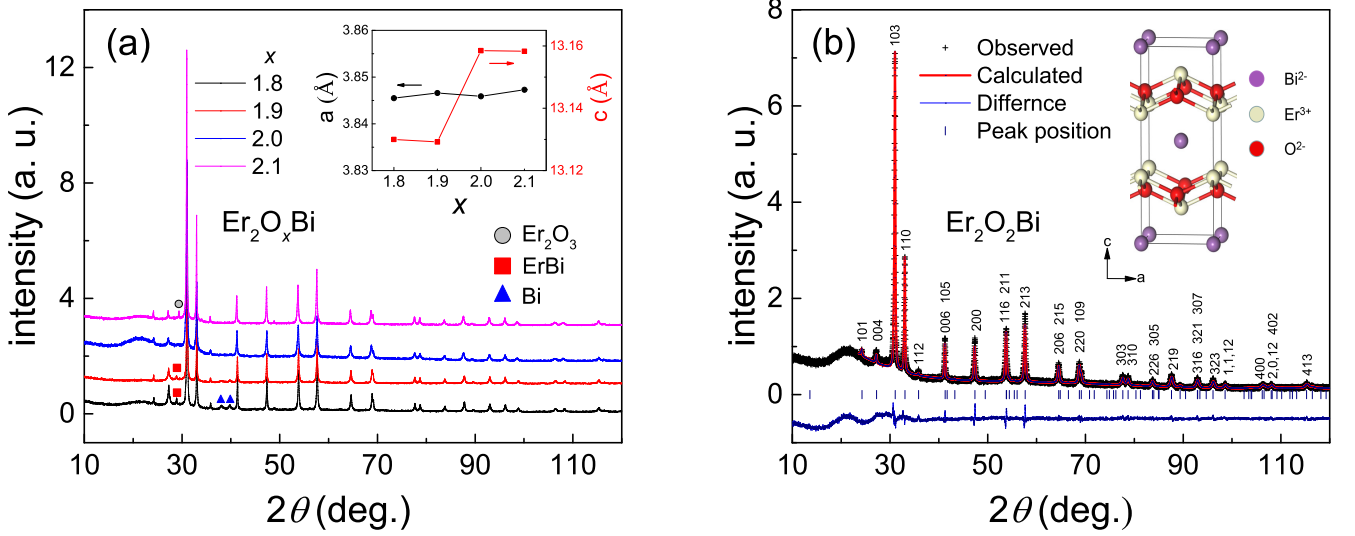 (a)
intensity (a. u.)
12
8
4
0
10 30 50 70 90 110
2θ (deg.)
x
1.8
1.9
2.0
2.1
Er₂OₓBi
Er₂O₃
ErBi
Bi
a (Å)
3.86
3.85
3.84
3.83
1.8 1.9 2.0 2.1
x
13.16
13.14
13.12
c (Å)
(b)
intensity (a. u.)
8
6
4
2
0
10 30 50 70 90 110
2θ (deg.)
Observed
Calculated
Differnce
Peak position
Er₂O₂Bi
Bi²⁻
Er³⁺
O²⁻
c
a
101
004
103
110
112
006 105
200
116 211
213
206 215
220 109
303
310
226 305
219
316 321 307
323
1,1,12
400
2,0,12 402
413